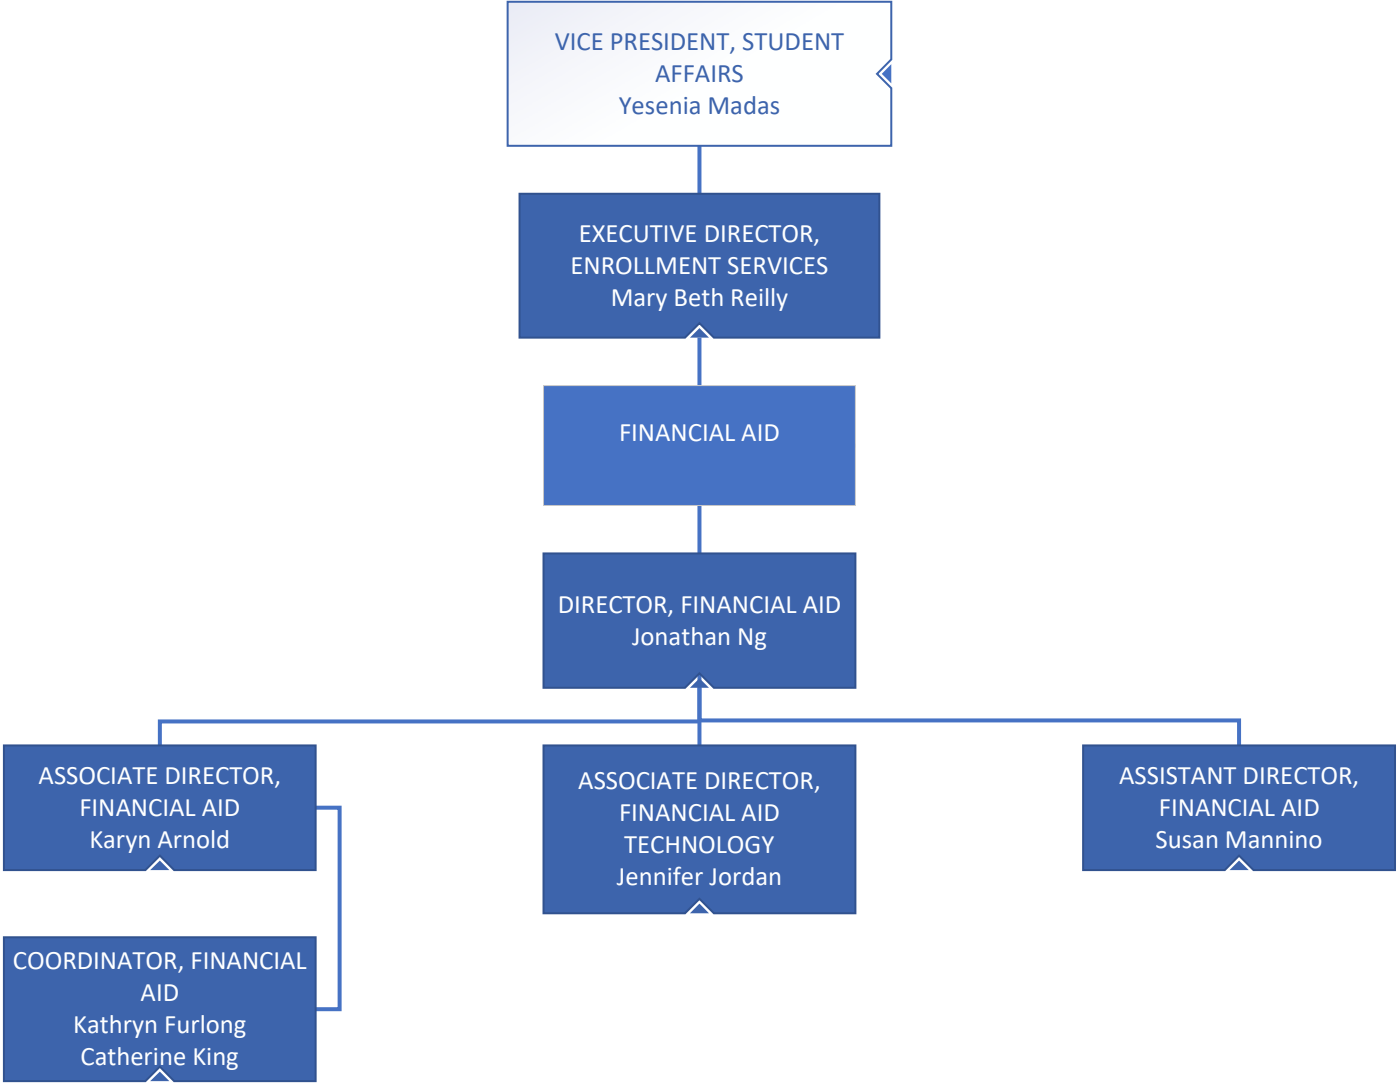 VICE PRESIDENT, STUDENT
AFFAIRS
Yesenia Madas
EXECUTIVE DIRECTOR,
ENROLLMENT SERVICES
Mary Beth Reilly
FINANCIAL AID
DIRECTOR, FINANCIAL AID
Jonathan Ng
ASSOCIATE DIRECTOR,
FINANCIAL AID
Karyn Arnold
ASSOCIATE DIRECTOR,
FINANCIAL AID
TECHNOLOGY
Jennifer Jordan
ASSISTANT DIRECTOR,
FINANCIAL AID
Susan Mannino
COORDINATOR, FINANCIAL
AID
Kathryn Furlong
Catherine King